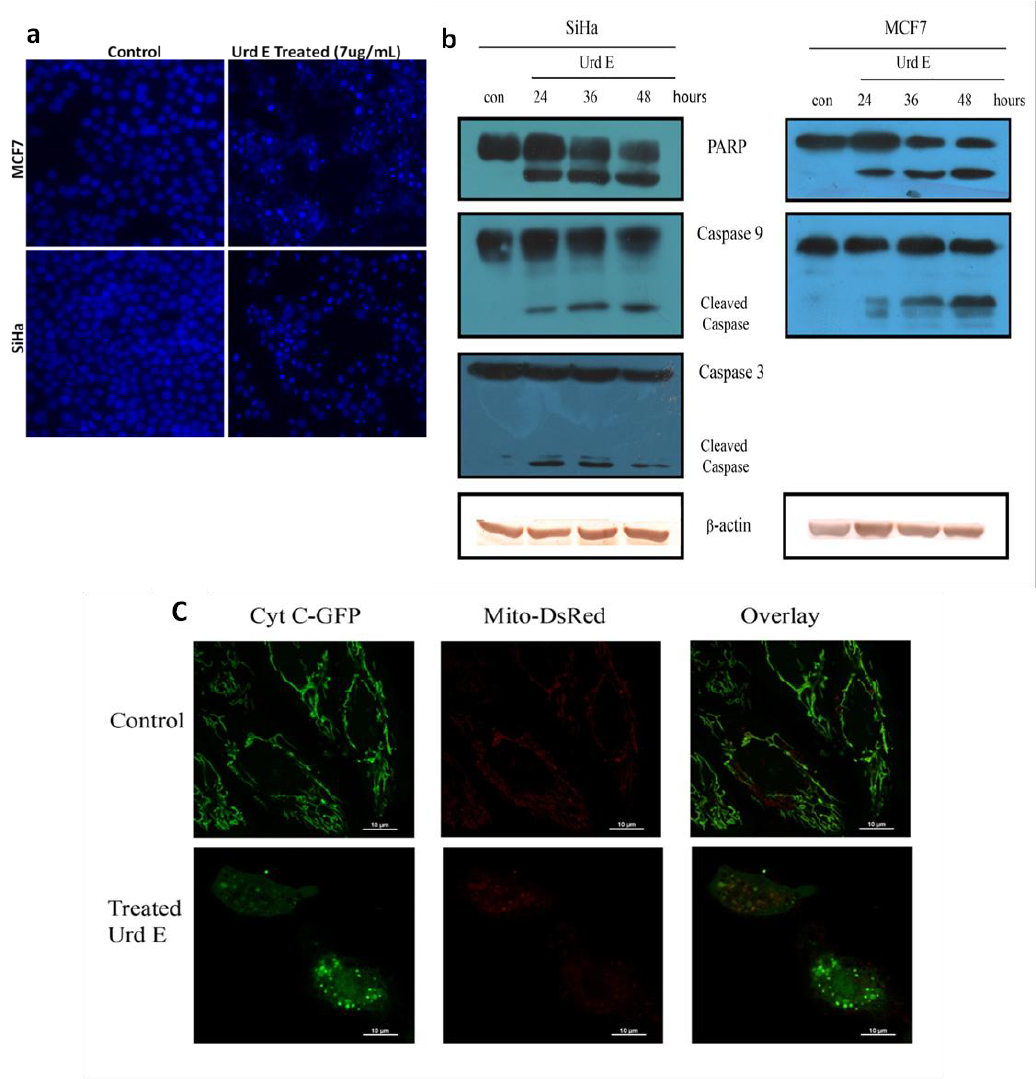 a
Control
Urd E Treated (7ug/mL)
MCF7
SiHa
b
SiHa
MCF7
Urd E
Urd E
con 24 36 48 hours
con 24 36 48 hours
PARP
Caspase 9
Cleaved
Caspase
Caspase 3
Cleaved
Caspase
β-actin
C
Cyt C-GFP
Mito-DsRed
Overlay
Control
10 µm
10 µm
10 µm
Treated
Urd E
10 µm
10 µm
10 µm